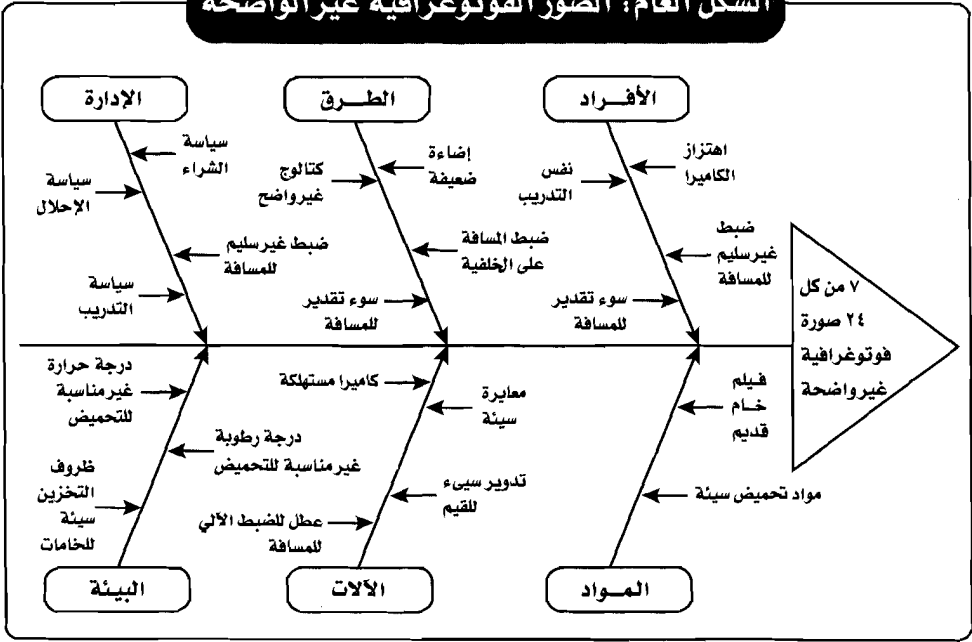 الشكل العام: الصور الفوتوغرافية غير الواضحة
الأفـراد
الطـرق
الإدارة
اهتزاز
الكاميرا
نفس
التدريب
ضبط
غير سليم
للمسافة
سوء تقدير
للمسافة
إضاءة
ضعيفة
كتالوج
غير واضح
ضبط المسافة
على الخلفية
سوء تقدير
للمسافة
سياسة
الشراء
سياسة
الإحلال
ضبط غير سليم
للمسافة
سياسة
التدريب
٧ من كل
٢٤ صورة
فوتوغرافية
غير واضحة
فيلم
خام
قديم
مواد تحميض سيئة
كاميرا مستهلكة
معايرة
سيئة
تدوير سيىء
للقيم
عطل للضبط الآلي
للمسافة
درجة حرارة
غير مناسبة
للتحميض
درجة رطوبة
غير مناسبة للتحميض
ظروف
التخزين
سيئة
للخامات
المـواد
الآلات
البيئة